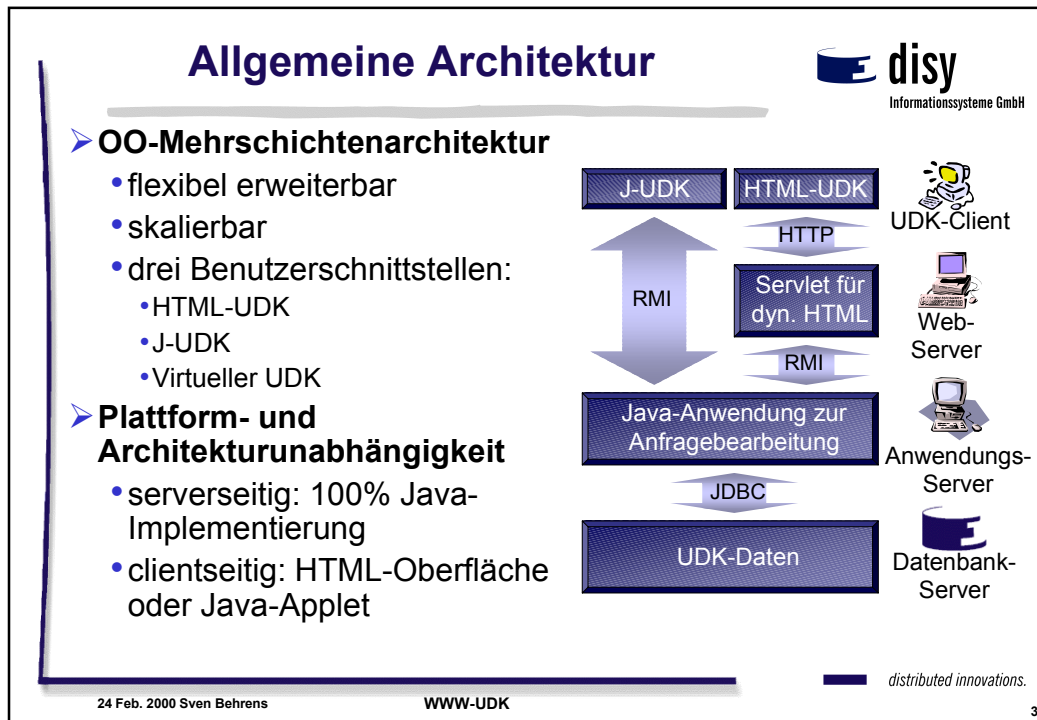 Allgemeine Architektur
disy
Informationssysteme GmbH
OO-Mehrschichtenarchitektur
flexibel erweiterbar
skalierbar
drei Benutzerschnittstellen:
HTML-UDK
J-UDK
Virtueller UDK
Plattform- und
Architekturunabhängigkeit
serverseitig: 100% Java-
Implementierung
clientseitig: HTML-Oberfläche
oder Java-Applet
J-UDK
HTML-UDK
UDK-Client
HTTP
RMI
Servlet für
dyn. HTML
Web-
Server
RMI
Java-Anwendung zur
Anfragebearbeitung
Anwendungs-
Server
JDBC
UDK-Daten
Datenbank-
Server
distributed innovations.
24 Feb. 2000 Sven Behrens
WWW-UDK
3